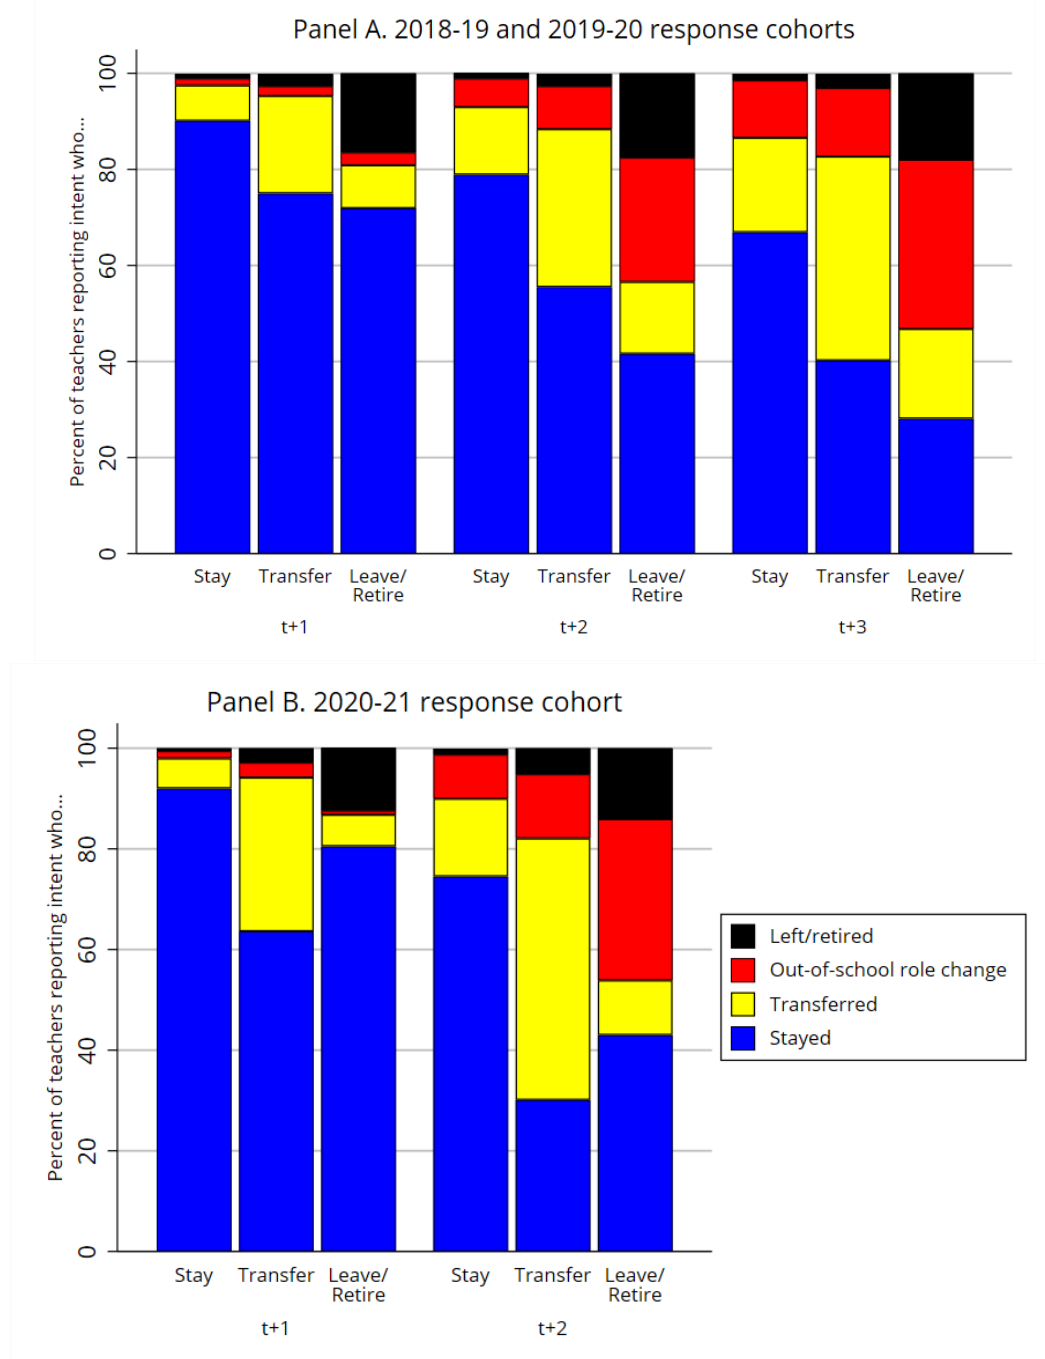 Panel A. 2018-19 and 2019-20 response cohorts
Percent of teachers reporting intent who...
100
80
60
40
20
0
Stay Transfer Leave/ Stay Transfer Leave/ Stay Transfer Leave/
Retire Retire Retire
t+1 t+2 t+3
Panel B. 2020-21 response cohort
Percent of teachers reporting intent who...
100
80
60
40
20
0
Left/retired
Out-of-school role change
Transferred
Stayed
Stay Transfer Leave/ Stay Transfer Leave/
Retire Retire
t+1 t+2